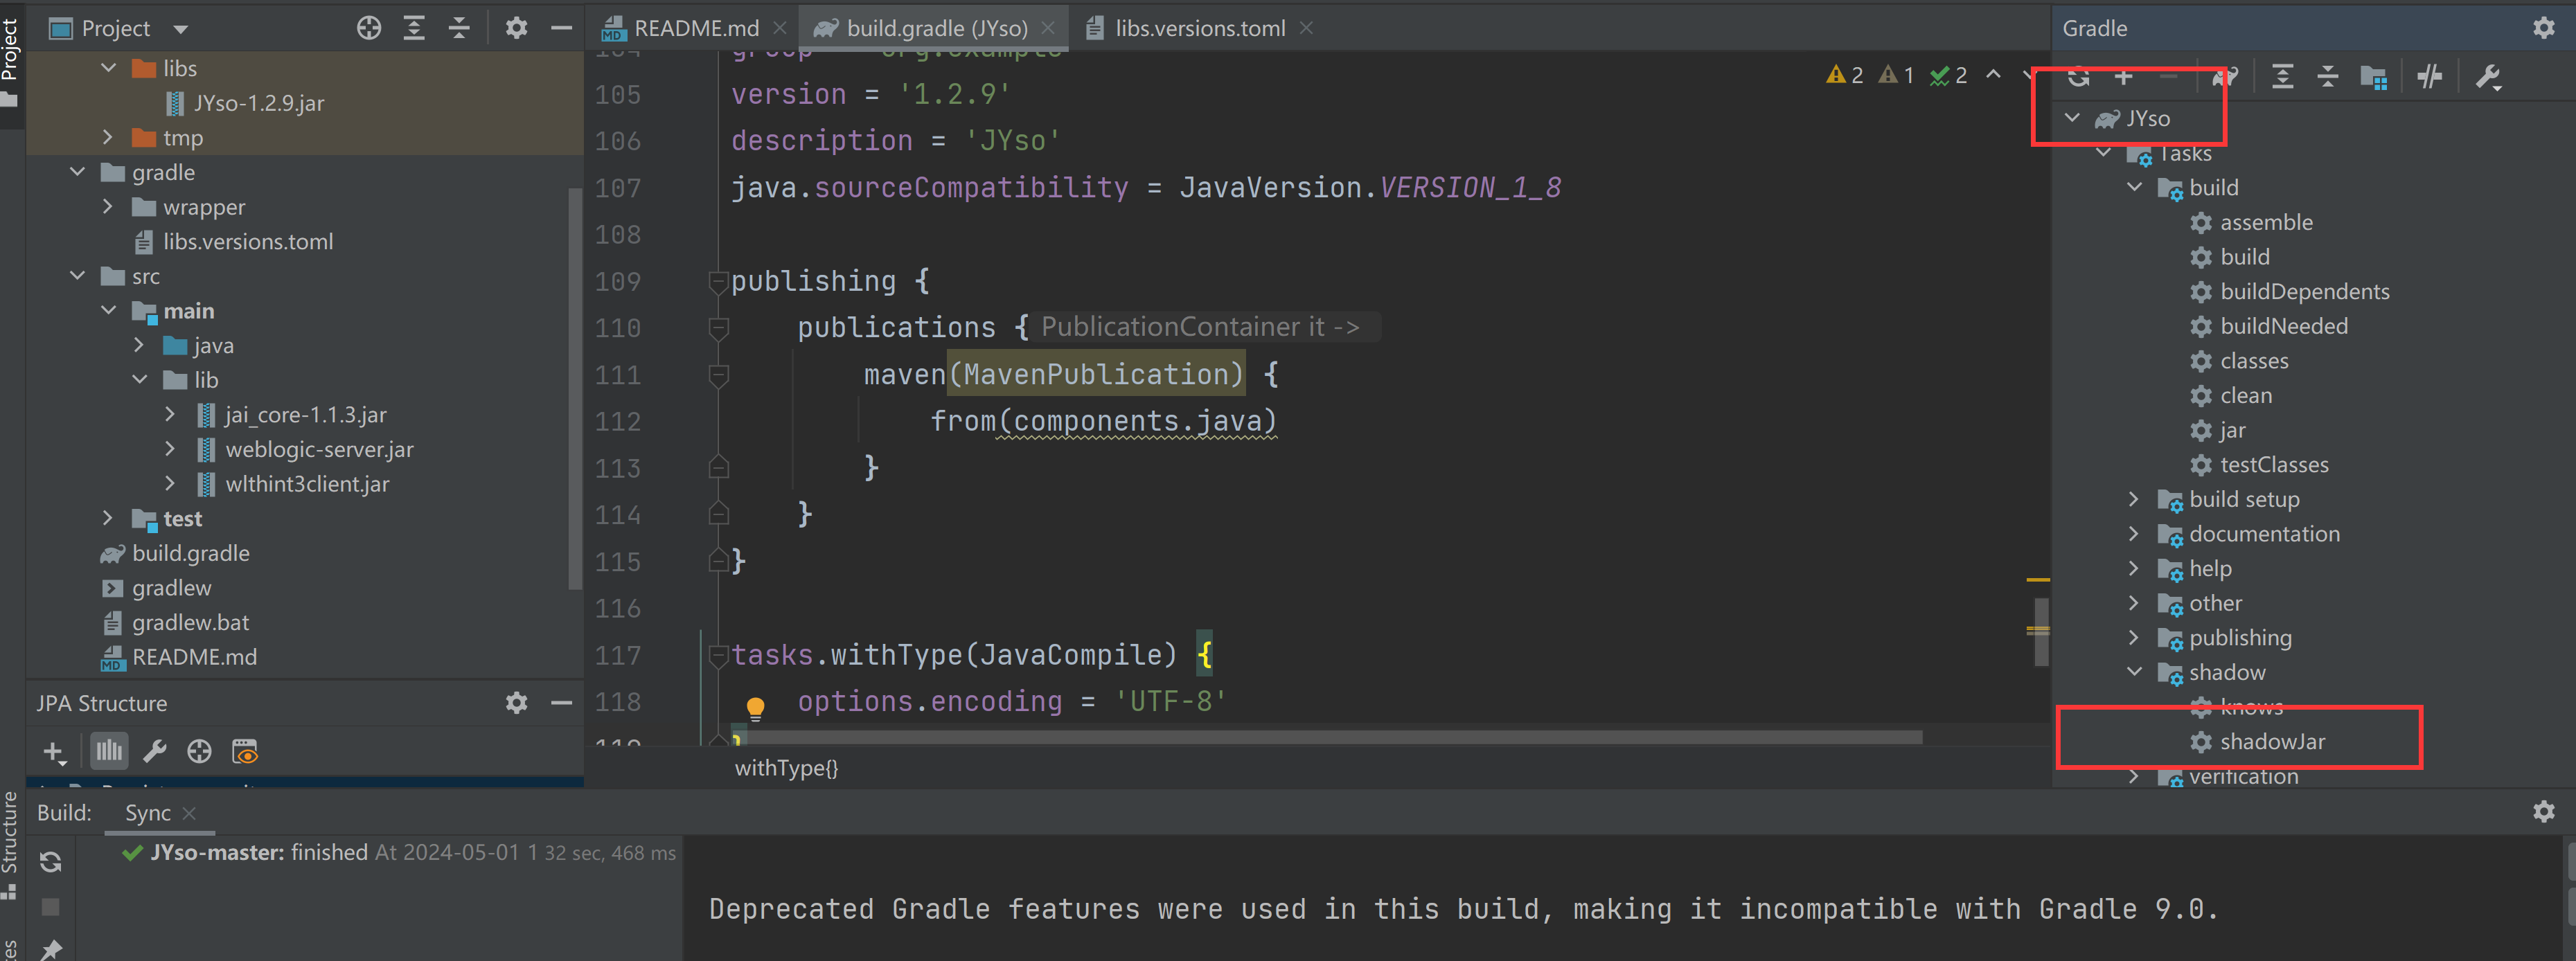 Project
Project
libs
JYso-1.2.9.jar
tmp
gradle
wrapper
libs.versions.toml
src
main
java
lib
jai_core-1.1.3.jar
weblogic-server.jar
wlthint3client.jar
test
build.gradle
gradlew
gradlew.bat
MD README.md
JPA Structure
MD README.md
build.gradle (JYso)
libs.versions.toml
104 group = 'org.example'
105 version = '1.2.9'
106 description = 'JYso'
107 java.sourceCompatibility = JavaVersion.VERSION_1_8
108
109 publishing {
110 publications { PublicationContainer it ->
111 maven(MavenPublication) {
112 from(components.java)
113 }
114 }
115 }
116
117 tasks.withType(JavaCompile) {
118 options.encoding = 'UTF-8'
119 }
withType{}
2 1 2
Gradle
JYso
Tasks
build
assemble
build
buildDependents
buildNeeded
classes
clean
jar
testClasses
build setup
documentation
help
other
publishing
shadow
knows
shadowJar
verification
Structure
Build: Sync
JYso-master: finished At 2024-05-01 1 32 sec, 468 ms
Deprecated Gradle features were used in this build, making it incompatible with Gradle 9.0.